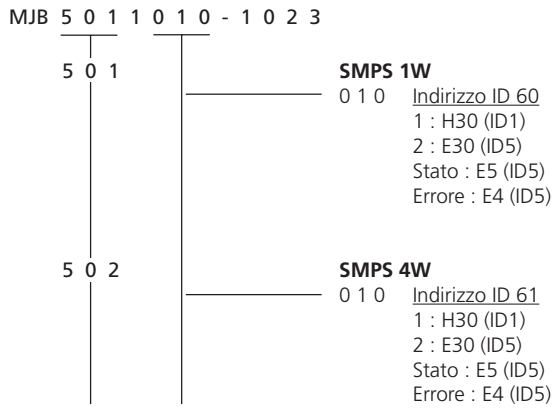 MJB 5 0 1 1 0 1 0 - 1 0 2 3
5 0 1 SMPS 1W
0 1 0 Indirizzo ID 60
1 : H30 (ID1)
2 : E30 (ID5)
Stato : E5 (ID5)
Errore : E4 (ID5)
5 0 2 SMPS 4W
0 1 0 Indirizzo ID 61
1 : H30 (ID1)
2 : E30 (ID5)
Stato : E5 (ID5)
Errore : E4 (ID5)